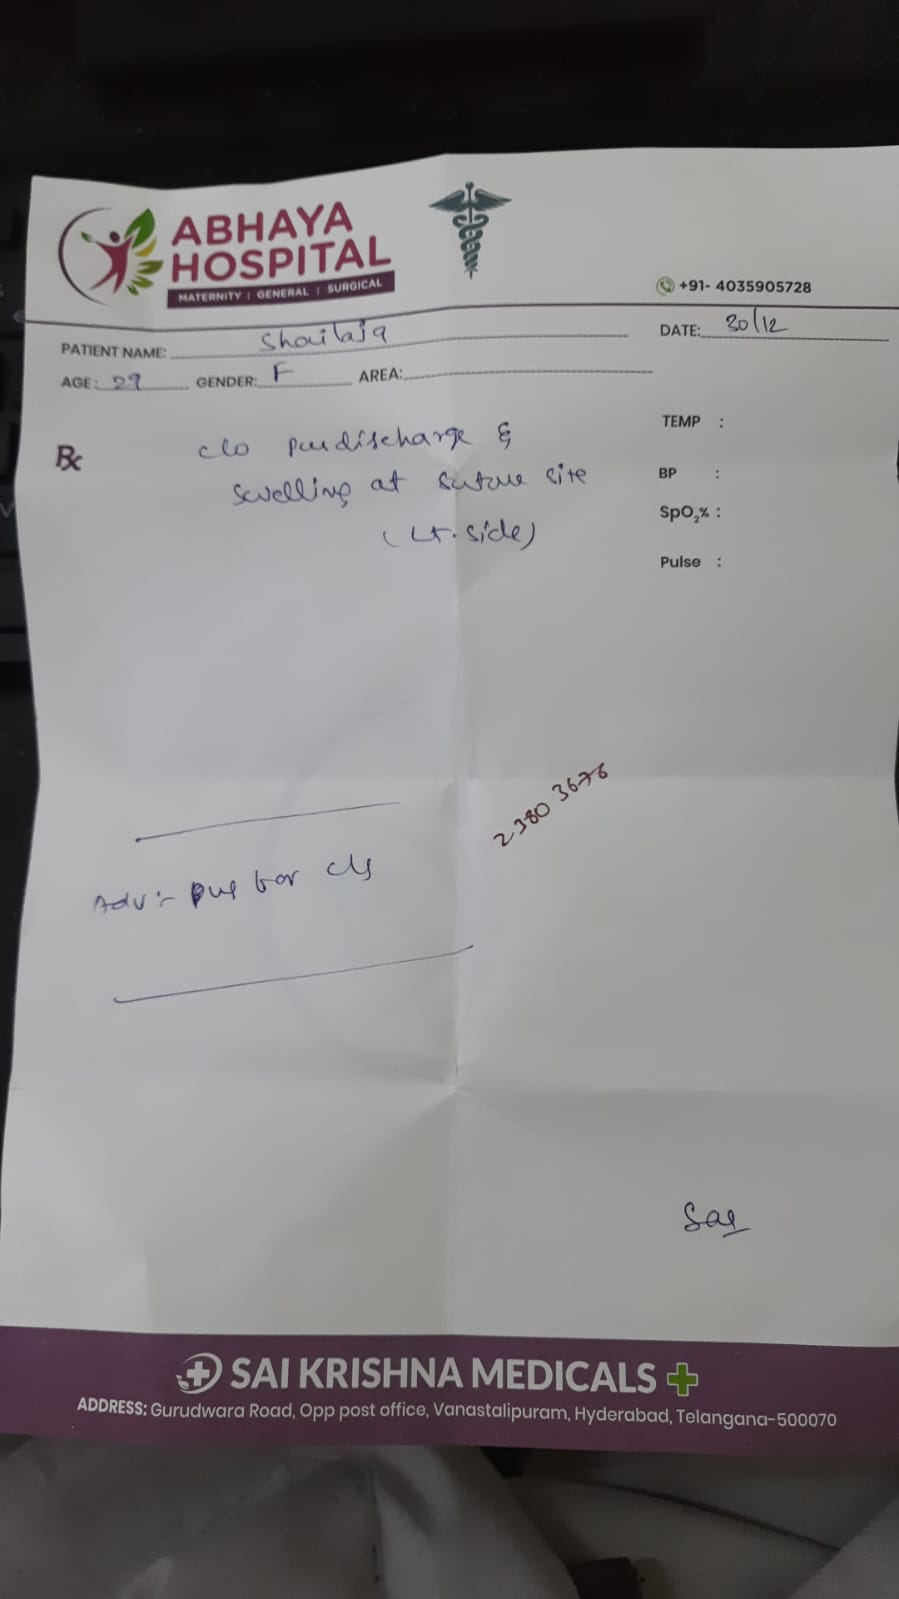 ABHAYA
HOSPITAL
MATERNITY | GENERAL | SURGICAL
+91- 4035905728
PATIENT NAME: Shailaja
DATE: 30/12
AGE: 29 GENDER: F AREA:
Rx
c/o pus discharge &
swelling at suture site
(Lt. side)
TEMP :
BP :
SpO₂% :
Pulse :
2380 3676
Adv:- pus for c/s
Sai
SAI KRISHNA MEDICALS
ADDRESS: Gurudwara Road, Opp post office, Vanastalipuram, Hyderabad, Telangana-500070